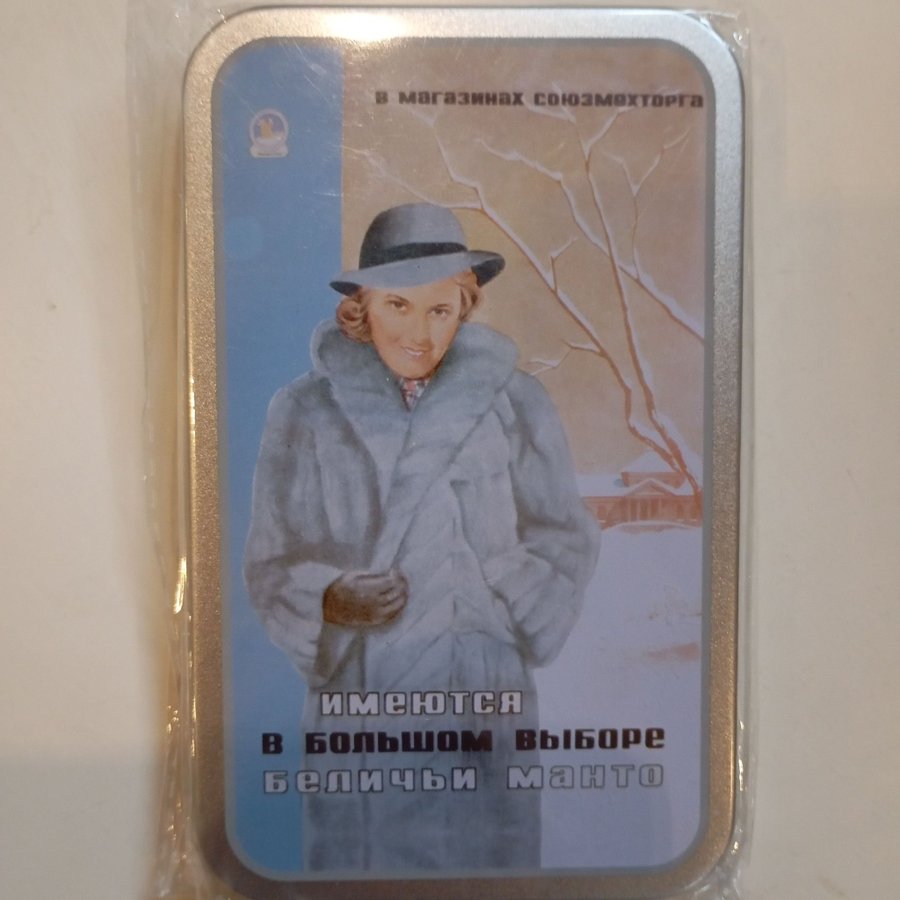 в магазинах союзмехторга
имеются
в большом выборе
беличьи манто